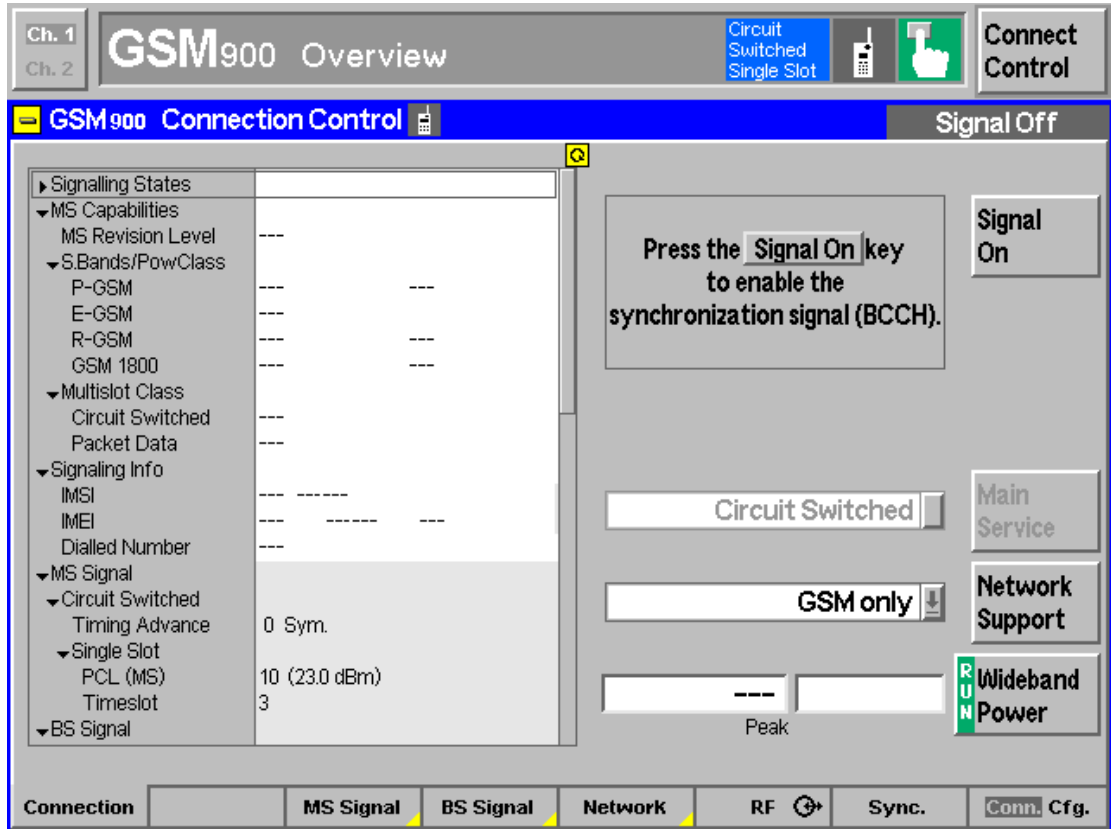 Ch. 1
Ch. 2
GSM900 Overview
Circuit
Switched
Single Slot
Connect
Control
GSM900 Connection Control
Signal Off
Signalling States
MS Capabilities
MS Revision Level ---
S.Bands/PowClass
P-GSM --- ---
E-GSM --- ---
R-GSM --- ---
GSM 1800 --- ---
Multislot Class
Circuit Switched ---
Packet Data ---
Signaling Info
IMSI --- ------
IMEI --- ------ ---
Dialled Number ---
MS Signal
Circuit Switched
Timing Advance 0 Sym.
Single Slot
PCL (MS) 10 (23.0 dBm)
Timeslot 3
BS Signal
Press the Signal On key
to enable the
synchronization signal (BCCH).
Signal
On
Circuit Switched
Main
Service
GSM only
Network
Support
---
Peak
RUN
Wideband
Power
Connection
MS Signal
BS Signal
Network
RF
Sync.
Conn. Cfg.